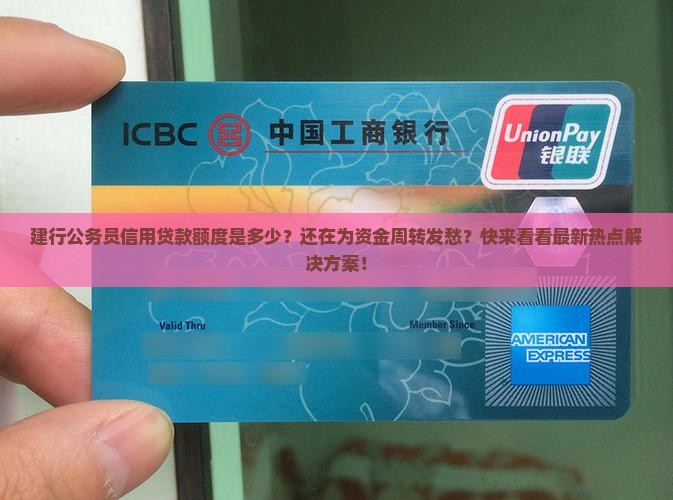 ICBC 中国工商银行
UnionPay
银联
建行公务员信用贷款额度是多少？还在为资金周转发愁？快来看看最新热点解
决方案！
Valid Thru
Member Since
AMERICAN
EXPRESS